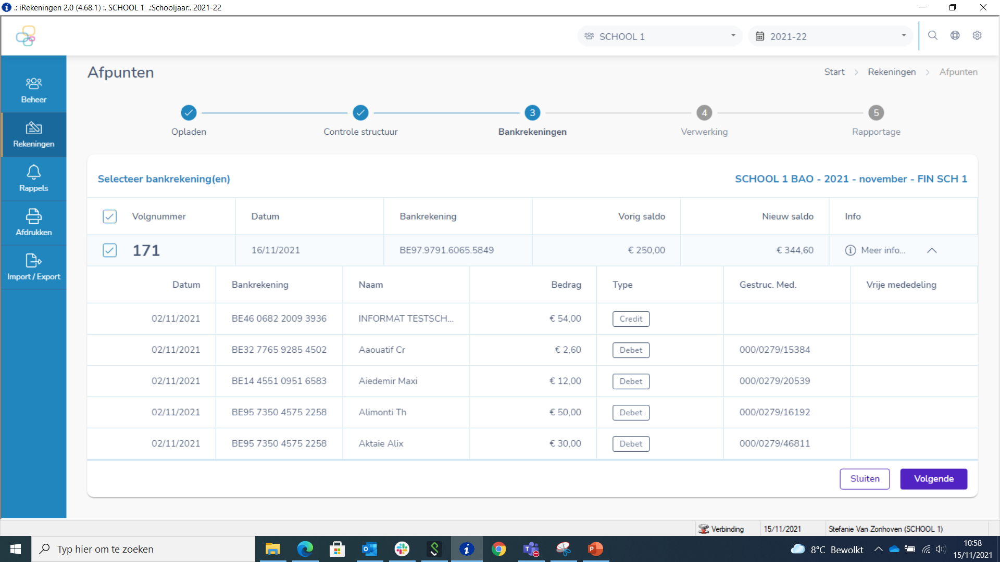 .: iRekeningen 2.0 (4.68.1) :. SCHOOL 1 .:Schooljaar:. 2021-22
SCHOOL 1
2021-22
Afpunten
Start > Rekeningen > Afpunten
Beheer
Rekeningen
Rappels
Afdrukken
Import / Export
3 4 5
Opladen Controle structuur Bankrekeningen Verwerking Rapportage
Selecteer bankrekening(en) SCHOOL 1 BAO - 2021 - november - FIN SCH 1
Volgnummer Datum Bankrekening Vorig saldo Nieuw saldo Info
171 16/11/2021 BE97.9791.6065.5849 € 250,00 € 344,60 Meer info...
Datum Bankrekening Naam Bedrag Type Gestruc. Med. Vrije mededeling
02/11/2021 BE46 0682 2009 3936 INFORMAT TESTSCH... € 54,00 Credit
02/11/2021 BE32 7765 9285 4502 Aaouatif Cr € 2,60 Debet 000/0279/15384
02/11/2021 BE14 4551 0951 6583 Aiedemir Maxi € 12,00 Debet 000/0279/20539
02/11/2021 BE95 7350 4575 2258 Alimonti Th € 50,00 Debet 000/0279/16192
02/11/2021 BE95 7350 4575 2258 Aktaie Alix € 30,00 Debet 000/0279/46811
Sluiten Volgende
Verbinding 15/11/2021 Stefanie Van Zonhoven (SCHOOL 1)
Typ hier om te zoeken
8°C Bewolkt
10:58
15/11/2021